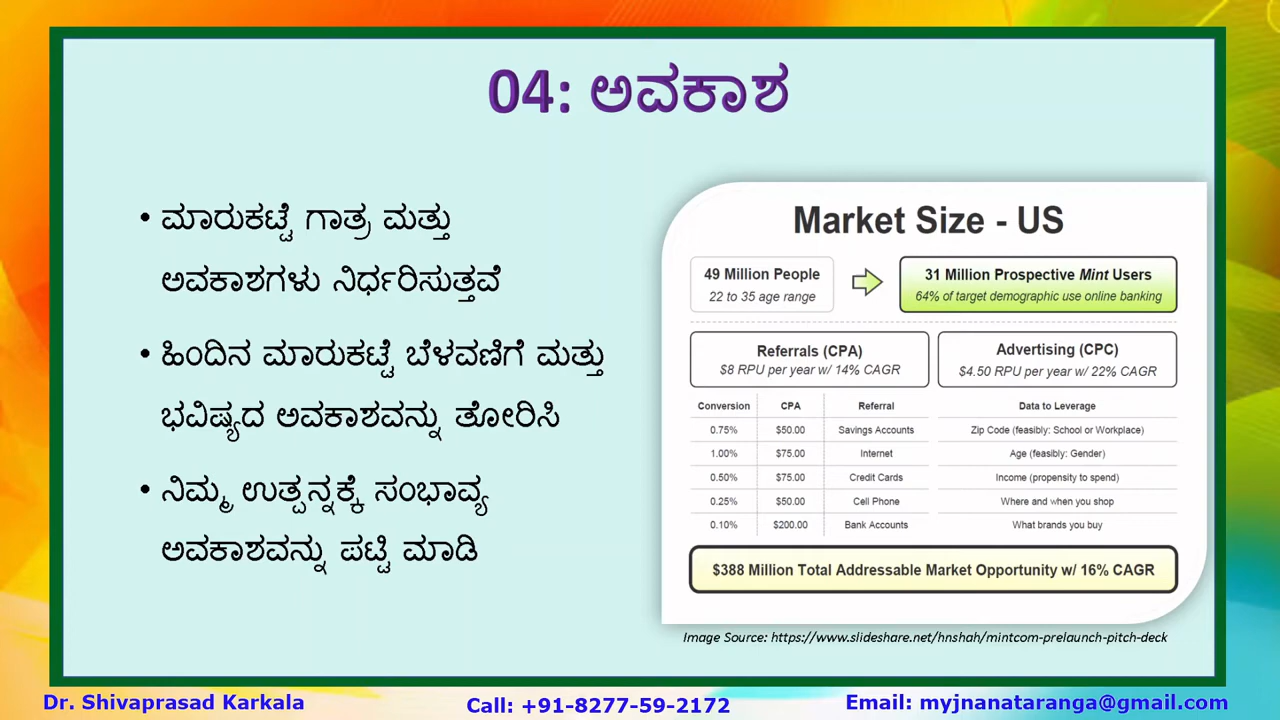 04: ಅವಕಾಶ
• ಮಾರುಕಟ್ಟೆ ಗಾತ್ರ ಮತ್ತು
ಅವಕಾಶಗಳು ನಿರ್ಧರಿಸುತ್ತವೆ
• ಹಿಂದಿನ ಮಾರುಕಟ್ಟೆ ಬೆಳವಣಿಗೆ ಮತ್ತು
ಭವಿಷ್ಯದ ಅವಕಾಶವನ್ನು ತೋರಿಸಿ
• ನಿಮ್ಮ ಉತ್ಪನ್ನಕ್ಕೆ ಸಂಭಾವ್ಯ
ಅವಕಾಶವನ್ನು ಪಟ್ಟಿ ಮಾಡಿ
Market Size - US
49 Million People
22 to 35 age range
31 Million Prospective Mint Users
64% of target demographic use online banking
Referrals (CPA)
$8 RPU per year w/ 14% CAGR
Advertising (CPC)
$4.50 RPU per year w/ 22% CAGR
Conversion CPA Referral Data to Leverage
0.75% $50.00 Savings Accounts Zip Code (feasibly: School or Workplace)
1.00% $75.00 Internet Age (feasibly: Gender)
0.50% $75.00 Credit Cards Income (propensity to spend)
0.25% $50.00 Cell Phone Where and when you shop
0.10% $200.00 Bank Accounts What brands you buy
$388 Million Total Addressable Market Opportunity w/ 16% CAGR
Image Source: https://www.slideshare.net/hnshah/mintcom-prelaunch-pitch-deck
Dr. Shivaprasad Karkala Call: +91-8277-59-2172 Email: myjnanataranga@gmail.com